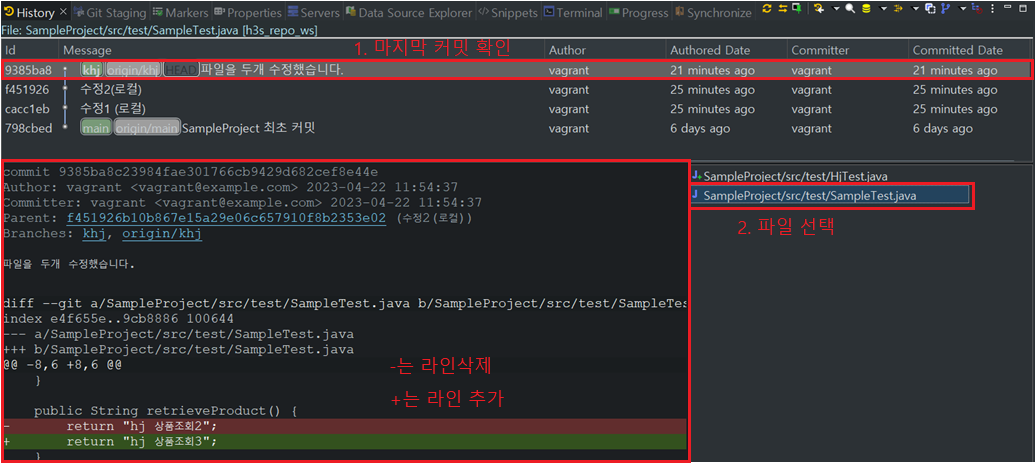 History Git Staging Markers Properties Servers Data Source Explorer Snippets Terminal Progress Synchronize
File: SampleProject/src/test/SampleTest.java [h3s_repo_ws]
1. 마지막 커밋 확인
Id Message Author Authored Date Committer Committed Date
9385ba8 khj origin/khj HEAD 파일을 두개 수정했습니다. vagrant 21 minutes ago vagrant 21 minutes ago
f451926 수정2(로컬) vagrant 25 minutes ago vagrant 25 minutes ago
cacc1eb 수정1 (로컬) vagrant 25 minutes ago vagrant 25 minutes ago
798cbed main origin/main SampleProject 최초 커밋 vagrant 6 days ago vagrant 6 days ago
commit 9385ba8c23984fae301766cb9429d682cef8e44e
Author: vagrant <vagrant@example.com> 2023-04-22 11:54:37
Committer: vagrant <vagrant@example.com> 2023-04-22 11:54:37
Parent: f451926b10b867e15a29e06c657910f8b2353e02 (수정2(로컬))
Branches: khj, origin/khj
파일을 두개 수정했습니다.
diff --git a/SampleProject/src/test/SampleTest.java b/SampleProject/src/test/SampleTes
index e4f655e..9cb8886 100644
--- a/SampleProject/src/test/SampleTest.java
+++ b/SampleProject/src/test/SampleTest.java
@@ -8,6 +8,6 @@
}
public String retrieveProduct() {
- return "hj 상품조회2";
+ return "hj 상품조회3";
}
-는 라인삭제
+는 라인 추가
SampleProject/src/test/HjTest.java
SampleProject/src/test/SampleTest.java
2. 파일 선택